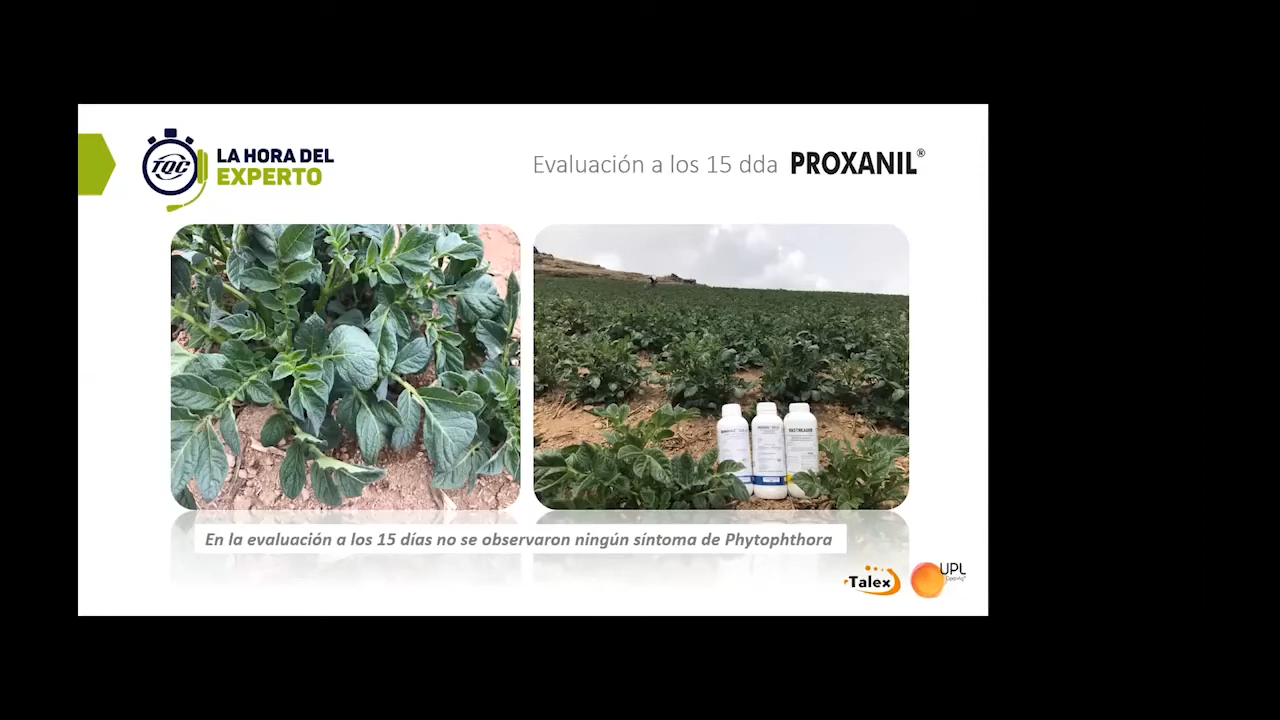 TQC
LA HORA DEL
EXPERTO
Evaluación a los 15 dda PROXANIL®
En la evaluación a los 15 días no se observaron ningún síntoma de Phytophthora
Talex
UPL